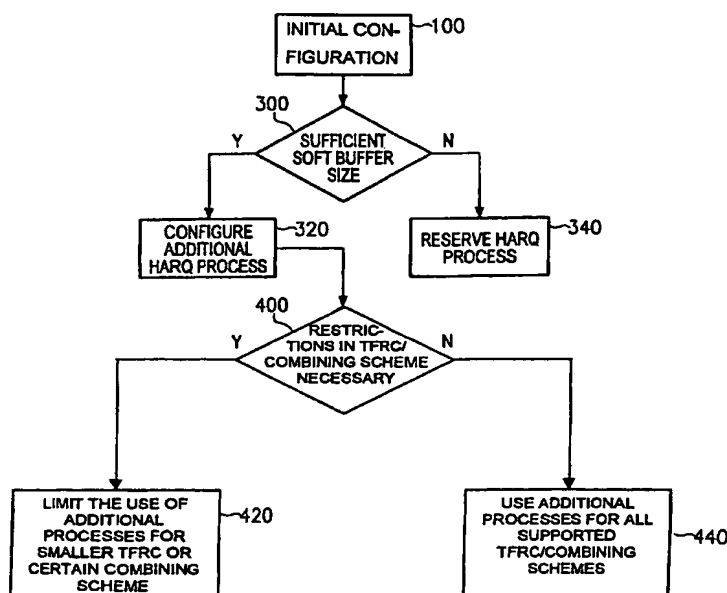 INITIAL CON-
FIGURATION
100
300
Y
N
SUFFICIENT
SOFT BUFFER
SIZE
320
CONFIGURE
ADDITIONAL
HARQ PROCESS
340
RESERVE HARQ
PROCESS
400
Y
N
RESTRIC-
TIONS IN TFRC/
COMBINING SCHEME
NECESSARY
LIMIT THE USE OF
ADDITIONAL
PROCESSES FOR
SMALLER TFRC OR
CERTAIN COMBINING
SCHEME
420
USE ADDITIONAL
PROCESSES FOR ALL
SUPPORTED
TFRC/COMBINING
SCHEMES
440